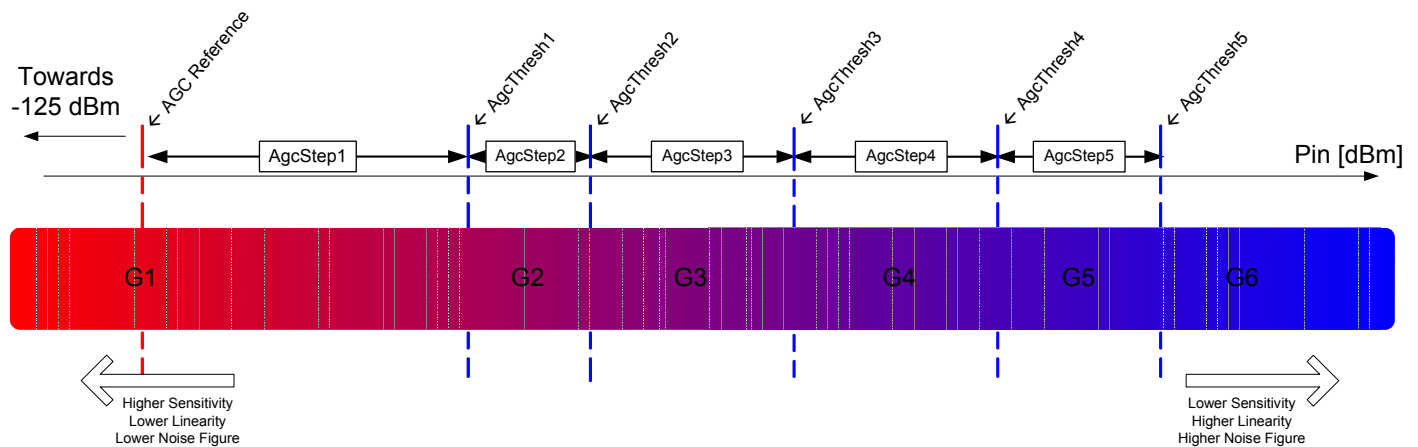 Towards
-125 dBm
← AGC Reference
← AgcThresh1
← AgcThresh2
← AgcThresh3
← AgcThresh4
← AgcThresh5
AgcStep1
AgcStep2
AgcStep3
AgcStep4
AgcStep5
Pin [dBm]
G1
G2
G3
G4
G5
G6
Higher Sensitivity
Lower Linearity
Lower Noise Figure
Lower Sensitivity
Higher Linearity
Higher Noise Figure